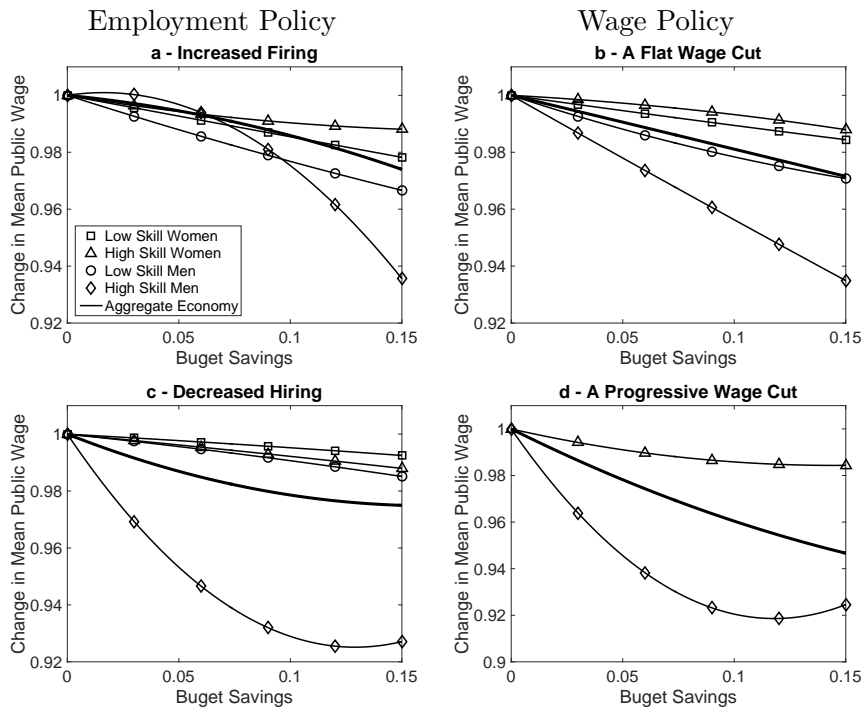 Employment Policy
Wage Policy
a - Increased Firing
Change in Mean Public Wage
1
0.98
0.96
0.94
0.92
Low Skill Women
High Skill Women
Low Skill Men
High Skill Men
Aggregate Economy
0
0.05
0.1
0.15
Buget Savings
b - A Flat Wage Cut
Change in Mean Public Wage
1
0.98
0.96
0.94
0.92
0
0.05
0.1
0.15
Buget Savings
c - Decreased Hiring
Change in Mean Public Wage
1
0.98
0.96
0.94
0.92
0
0.05
0.1
0.15
Buget Savings
d - A Progressive Wage Cut
Change in Mean Public Wage
1
0.98
0.96
0.94
0.92
0.9
0
0.05
0.1
0.15
Buget Savings